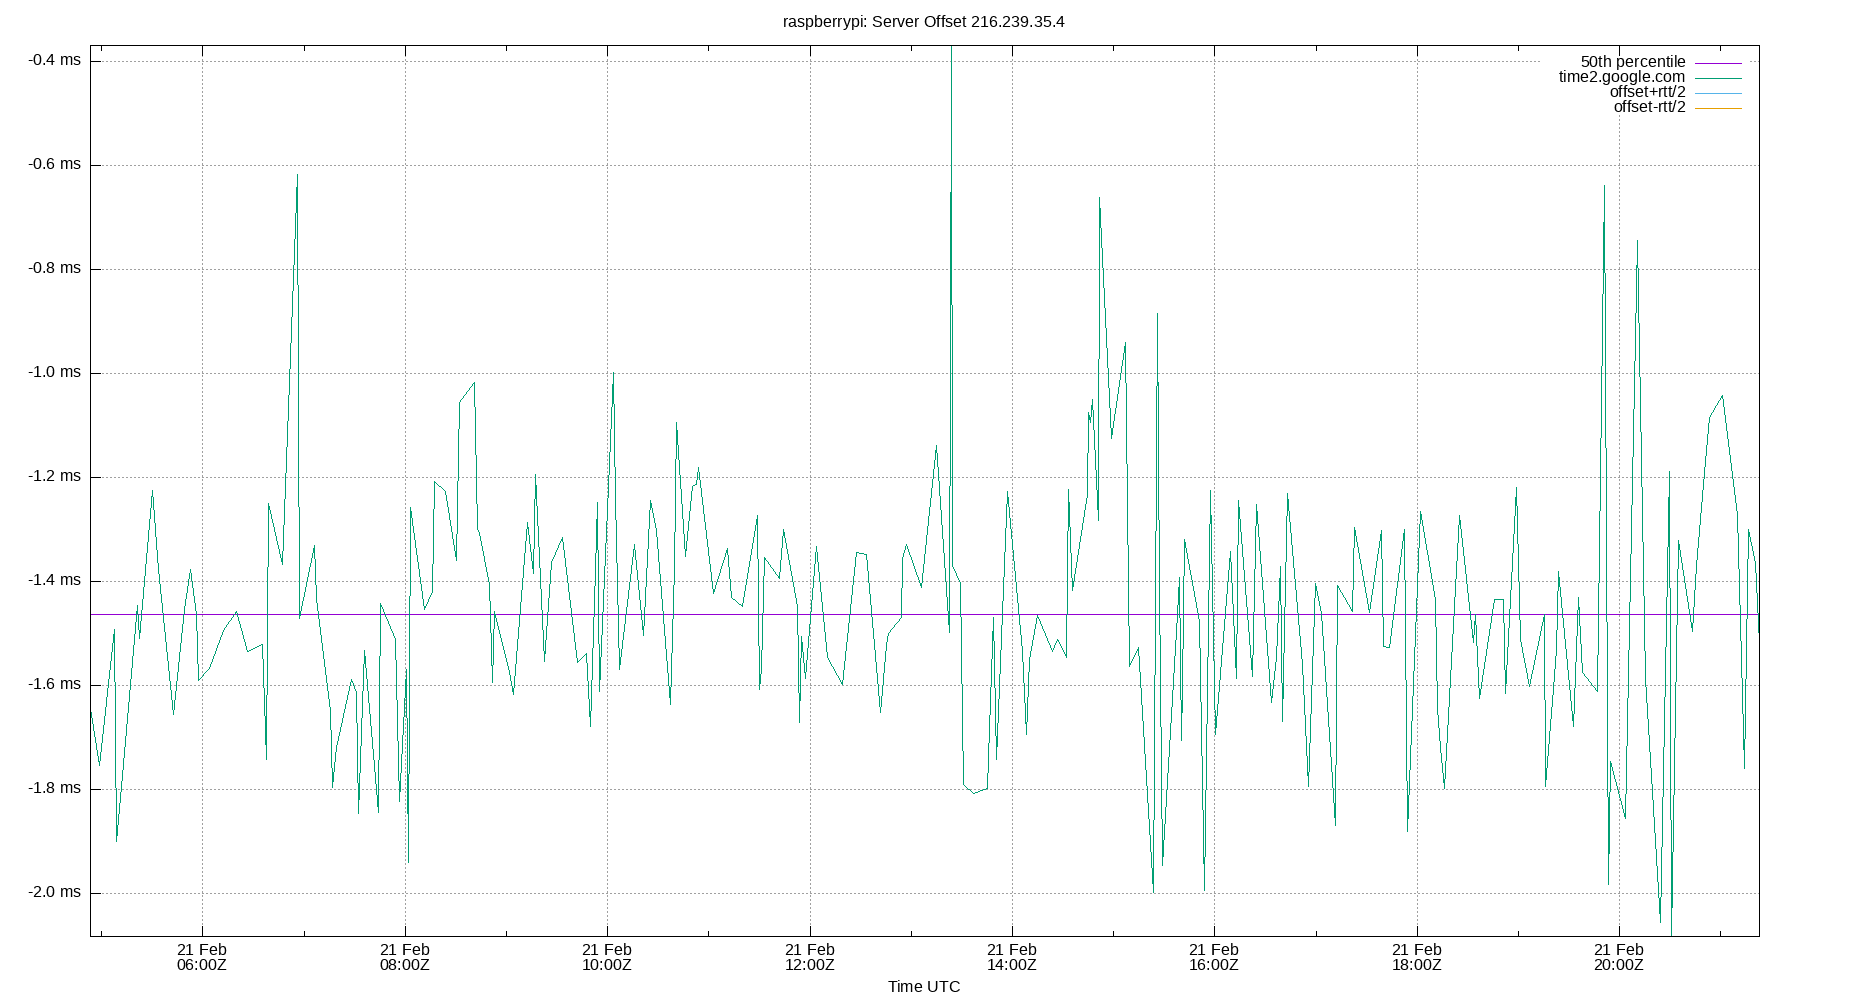 raspberrypi: Server Offset 216.239.35.4
-0.4 ms
-0.6 ms
-0.8 ms
-1.0 ms
-1.2 ms
-1.4 ms
-1.6 ms
-1.8 ms
-2.0 ms
50th percentile
time2.google.com
offset+rtt/2
offset-rtt/2
21 Feb
06:00Z
21 Feb
08:00Z
21 Feb
10:00Z
21 Feb
12:00Z
21 Feb
14:00Z
21 Feb
16:00Z
21 Feb
18:00Z
21 Feb
20:00Z
Time UTC